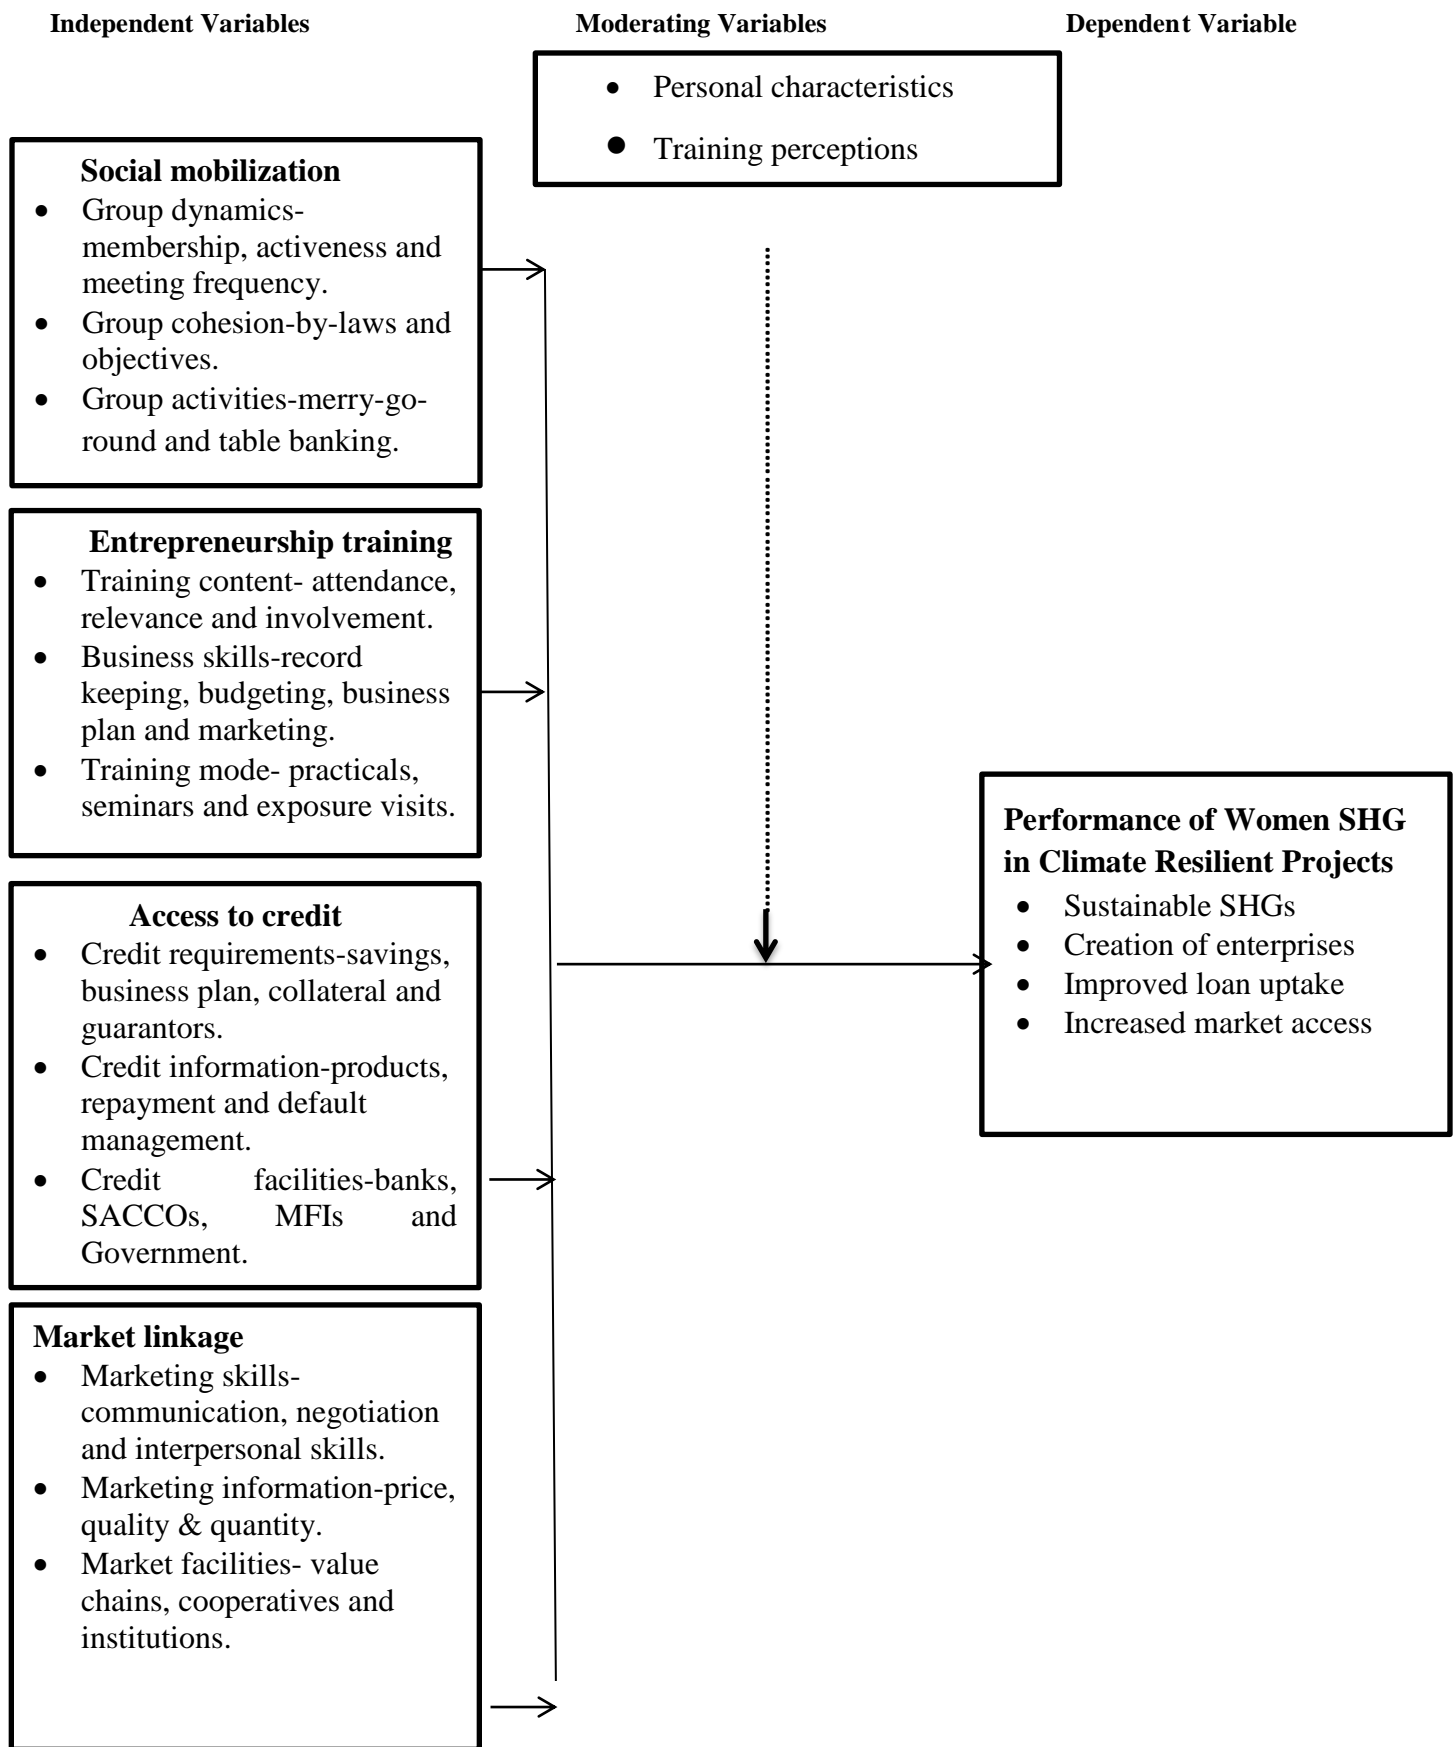 Independent Variables
Moderating Variables
Dependent Variable
• Personal characteristics
• Training perceptions
Social mobilization
• Group dynamics-
membership, activeness and
meeting frequency.
• Group cohesion-by-laws and
objectives.
• Group activities-merry-go-
round and table banking.
Entrepreneurship training
• Training content- attendance,
relevance and involvement.
• Business skills-record
keeping, budgeting, business
plan and marketing.
• Training mode- practicals,
seminars and exposure visits.
Access to credit
• Credit requirements-savings,
business plan, collateral and
guarantors.
• Credit information-products,
repayment and default
management.
• Credit facilities-banks,
SACCOs, MFIs and
Government.
Market linkage
• Marketing skills-
communication, negotiation
and interpersonal skills.
• Marketing information-price,
quality & quantity.
• Market facilities- value
chains, cooperatives and
institutions.
Performance of Women SHG
in Climate Resilient Projects
• Sustainable SHGs
• Creation of enterprises
• Improved loan uptake
• Increased market access